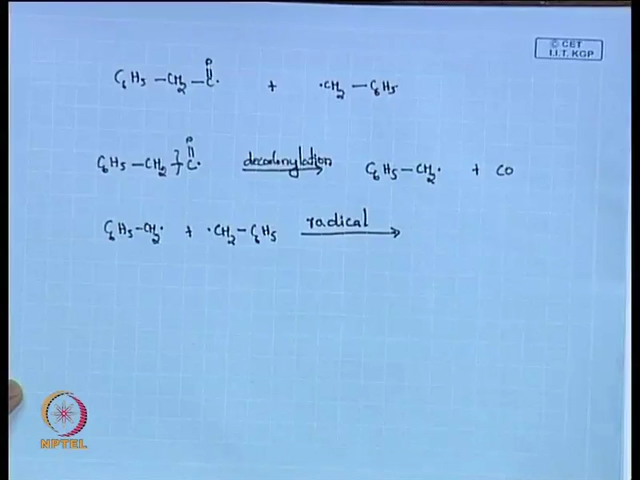 © CET
I.I.T. KGP
C₆H₅ — CH₂ — C(=O)· + ·CH₂ — C₆H₅
C₆H₅ — CH₂ — C(=O)· decarbonylation → C₆H₅ — CH₂· + CO
C₆H₅ — CH₂· + ·CH₂ — C₆H₅ radical →
NPTEL